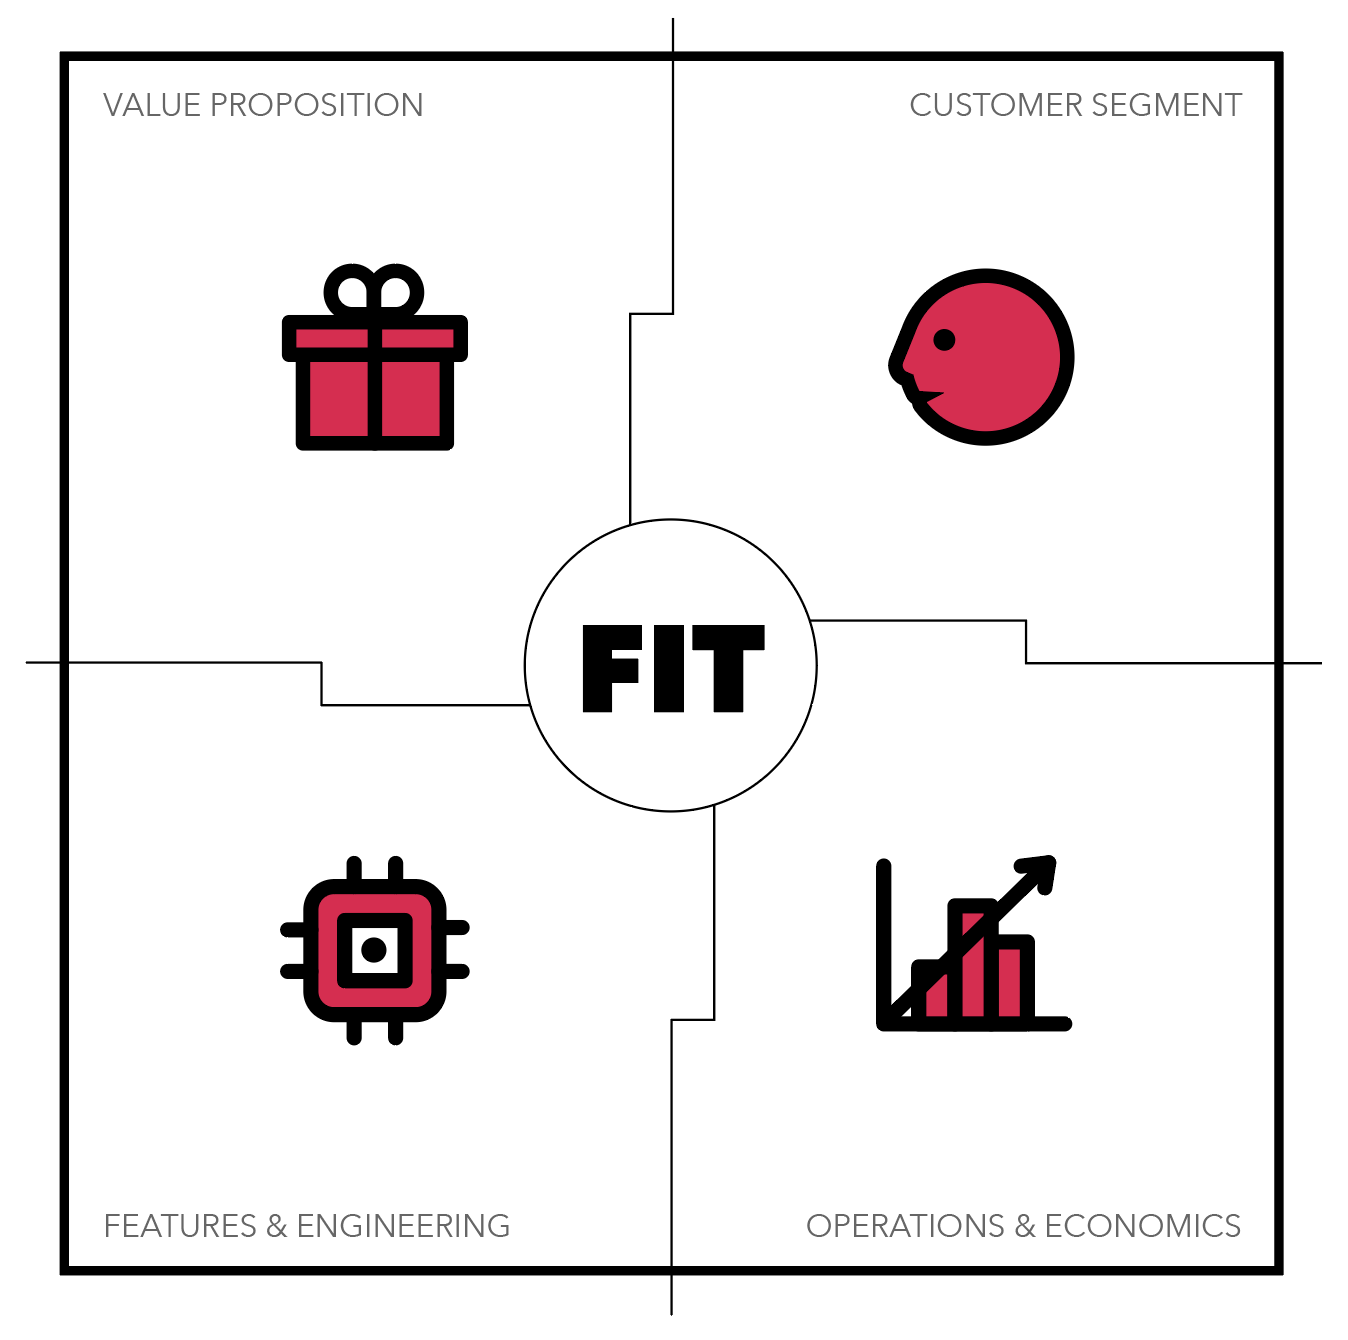 VALUE PROPOSITION
CUSTOMER SEGMENT
FIT
FEATURES & ENGINEERING
OPERATIONS & ECONOMICS